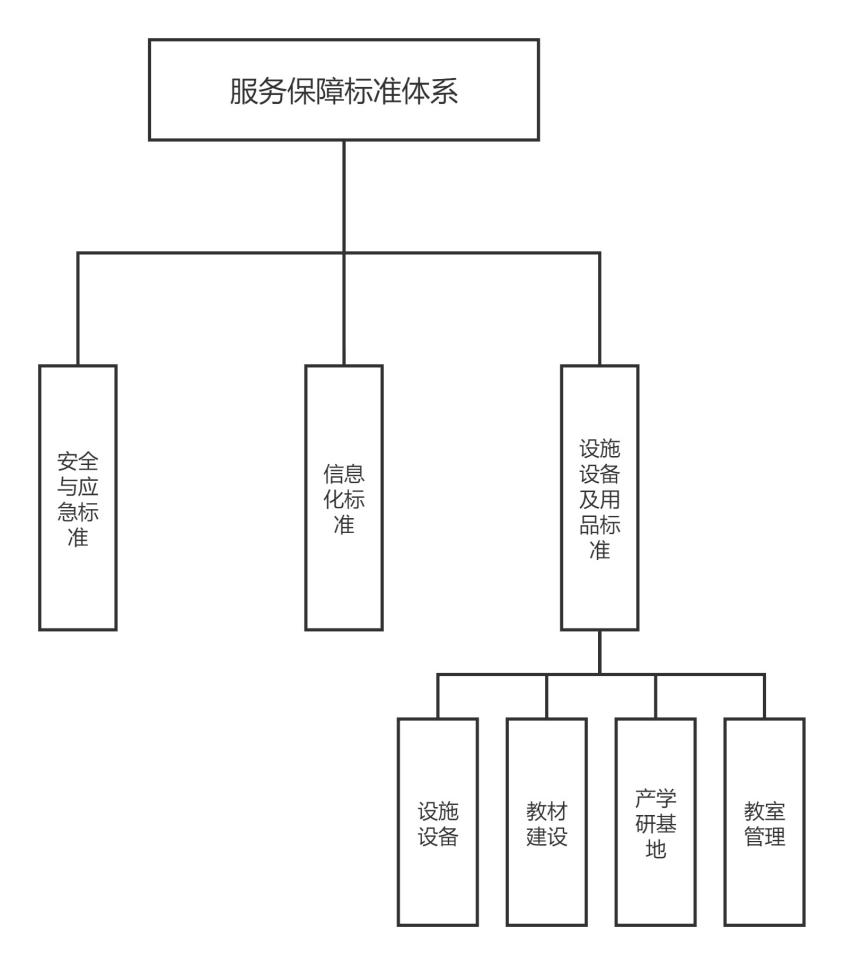 服务保障标准体系
安全
与应
急标
准
信息
化标
准
设施
设备
及用
品标
准
设施
设备
教材
建设
产学
研基
地
教室
管理